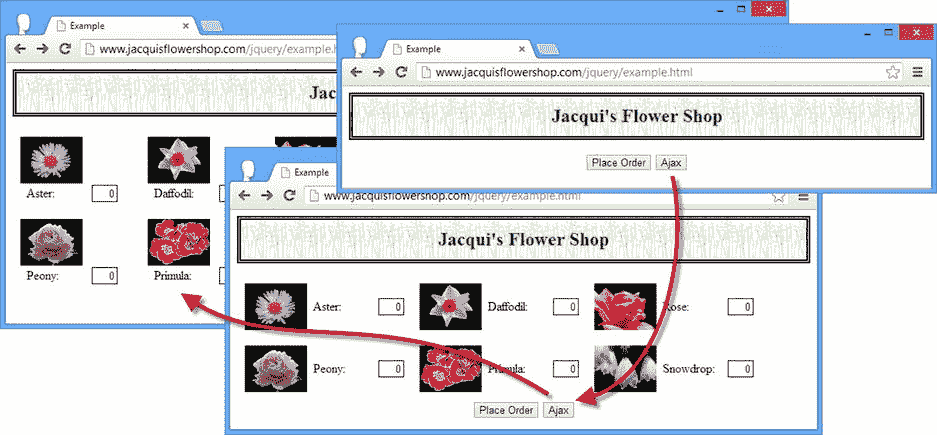 Example
www.jacquisflowershop.com/jquery/example.h
Jac
Aster: 0 Daffodil:
Peony: 0 Primula:
Example
www.jacquisflowershop.com/jquery/example.html
Jacqui's Flower Shop
Place Order Ajax
Example
www.jacquisflowershop.com/jquery/example.html
Jacqui's Flower Shop
Aster: 0 Daffodil: 0 Rose: 0
Peony: 0 Primula: 0 Snowdrop: 0
Place Order Ajax